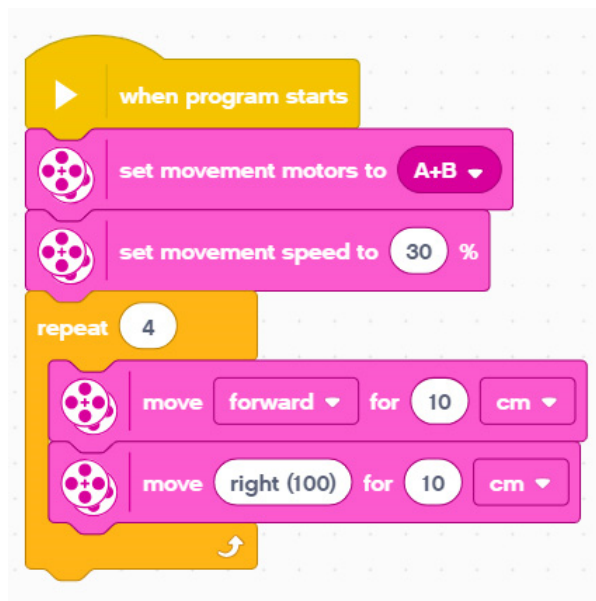 when program starts
set movement motors to A+B
set movement speed to 30 %
repeat 4
move forward for 10 cm
move right (100) for 10 cm